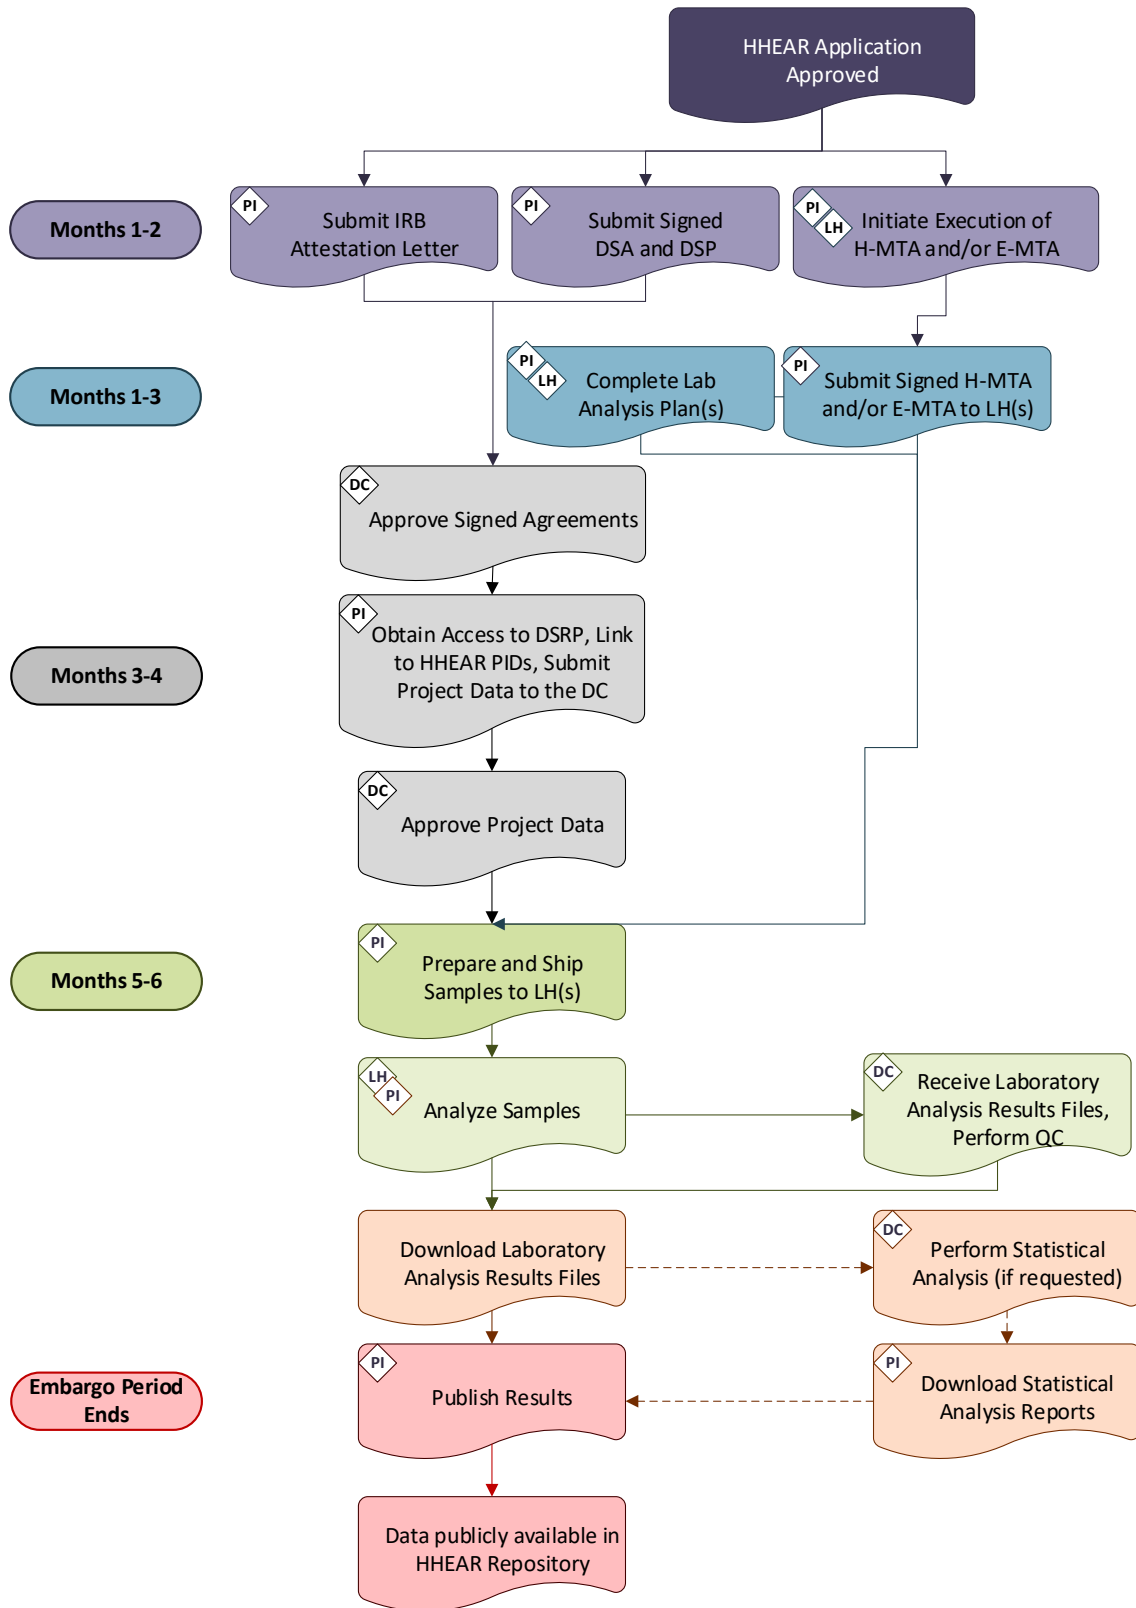 HHEAR Application
Approved
Months 1-2
PI
Submit IRB
Attestation Letter
PI
Submit Signed
DSA and DSP
PI
LH
Initiate Execution of
H-MTA and/or E-MTA
Months 1-3
PI
LH
Complete Lab
Analysis Plan(s)
PI
Submit Signed H-MTA
and/or E-MTA to LH(s)
DC
Approve Signed Agreements
Months 3-4
PI
Obtain Access to DSRP, Link
to HHEAR PIDs, Submit
Project Data to the DC
DC
Approve Project Data
Months 5-6
PI
Prepare and Ship
Samples to LH(s)
LH
PI
Analyze Samples
DC
Receive Laboratory
Analysis Results Files,
Perform QC
Download Laboratory
Analysis Results Files
DC
Perform Statistical
Analysis (if requested)
Embargo Period
Ends
PI
Publish Results
PI
Download Statistical
Analysis Reports
Data publicly available in
HHEAR Repository